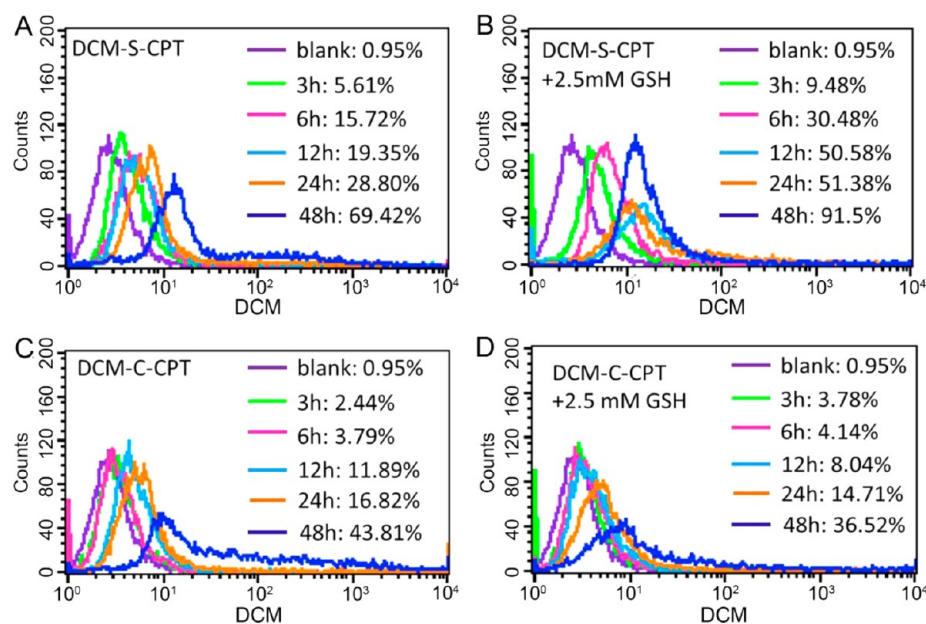 A
DCM-S-CPT
blank: 0.95%
3h: 5.61%
6h: 15.72%
12h: 19.35%
24h: 28.80%
48h: 69.42%
Counts
200
160
120
80
40
0
10⁰ 10¹ 10² 10³ 10⁴
DCM
B
DCM-S-CPT
+2.5mM GSH
blank: 0.95%
3h: 9.48%
6h: 30.48%
12h: 50.58%
24h: 51.38%
48h: 91.5%
Counts
200
160
120
80
40
0
10⁰ 10¹ 10² 10³ 10⁴
DCM
C
DCM-C-CPT
blank: 0.95%
3h: 2.44%
6h: 3.79%
12h: 11.89%
24h: 16.82%
48h: 43.81%
Counts
200
160
120
80
40
0
10⁰ 10¹ 10² 10³ 10⁴
DCM
D
DCM-C-CPT
+2.5 mM GSH
blank: 0.95%
3h: 3.78%
6h: 4.14%
12h: 8.04%
24h: 14.71%
48h: 36.52%
Counts
200
160
120
80
40
0
10⁰ 10¹ 10² 10³ 10⁴
DCM